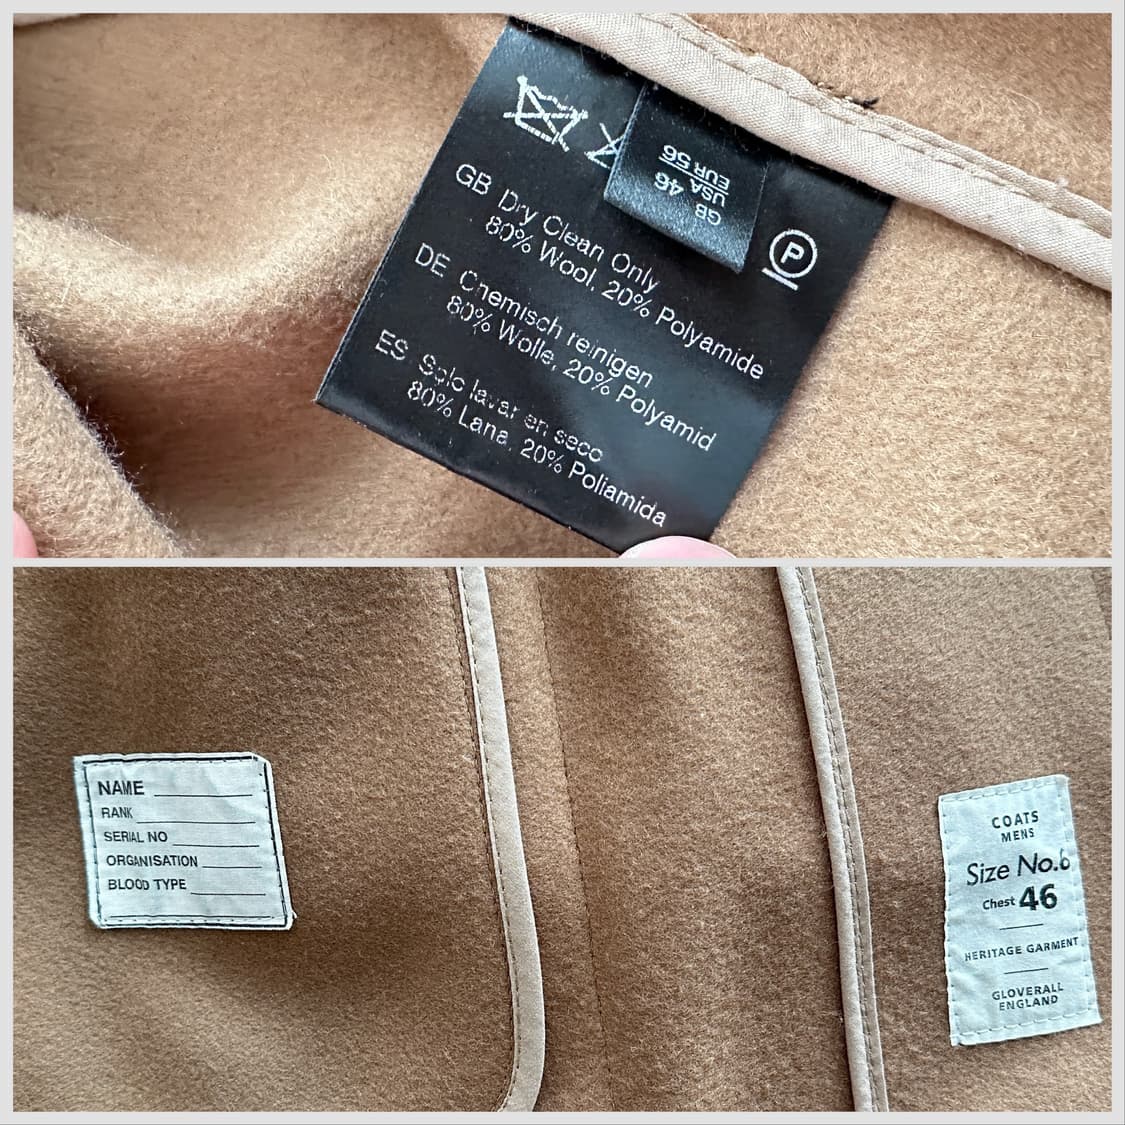 GB Dry Clean Only
80% Wool, 20% Polyamide
DE Chemisch reinigen
80% Wolle, 20% Polyamid
ES Solo lavar en seco
80% Lana, 20% Poliamida
GB
USA 46
EUR 56
P
NAME
RANK
SERIAL NO
ORGANISATION
BLOOD TYPE
COATS
MENS
Size No.6
Chest 46
HERITAGE GARMENT
GLOVERALL
ENGLAND